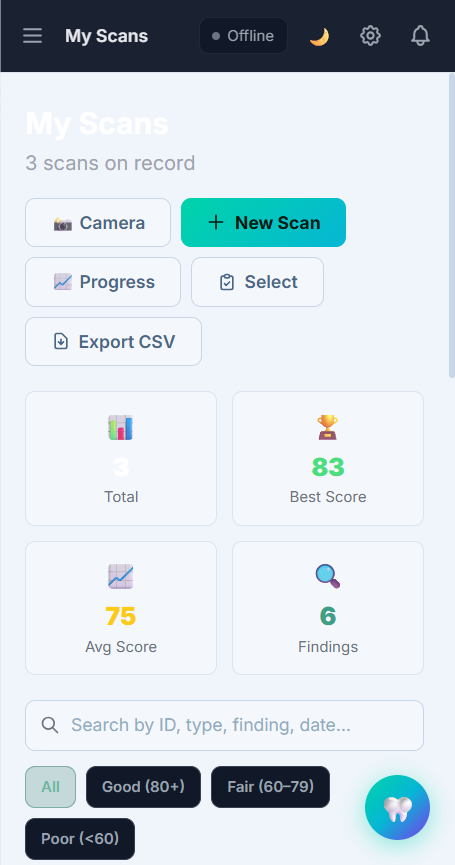 My Scans
Offline
My Scans
3 scans on record
Camera
New Scan
Progress
Select
Export CSV
3
Total
83
Best Score
75
Avg Score
6
Findings
Search by ID, type, finding, date...
All
Good (80+)
Fair (60–79)
Poor (<60)